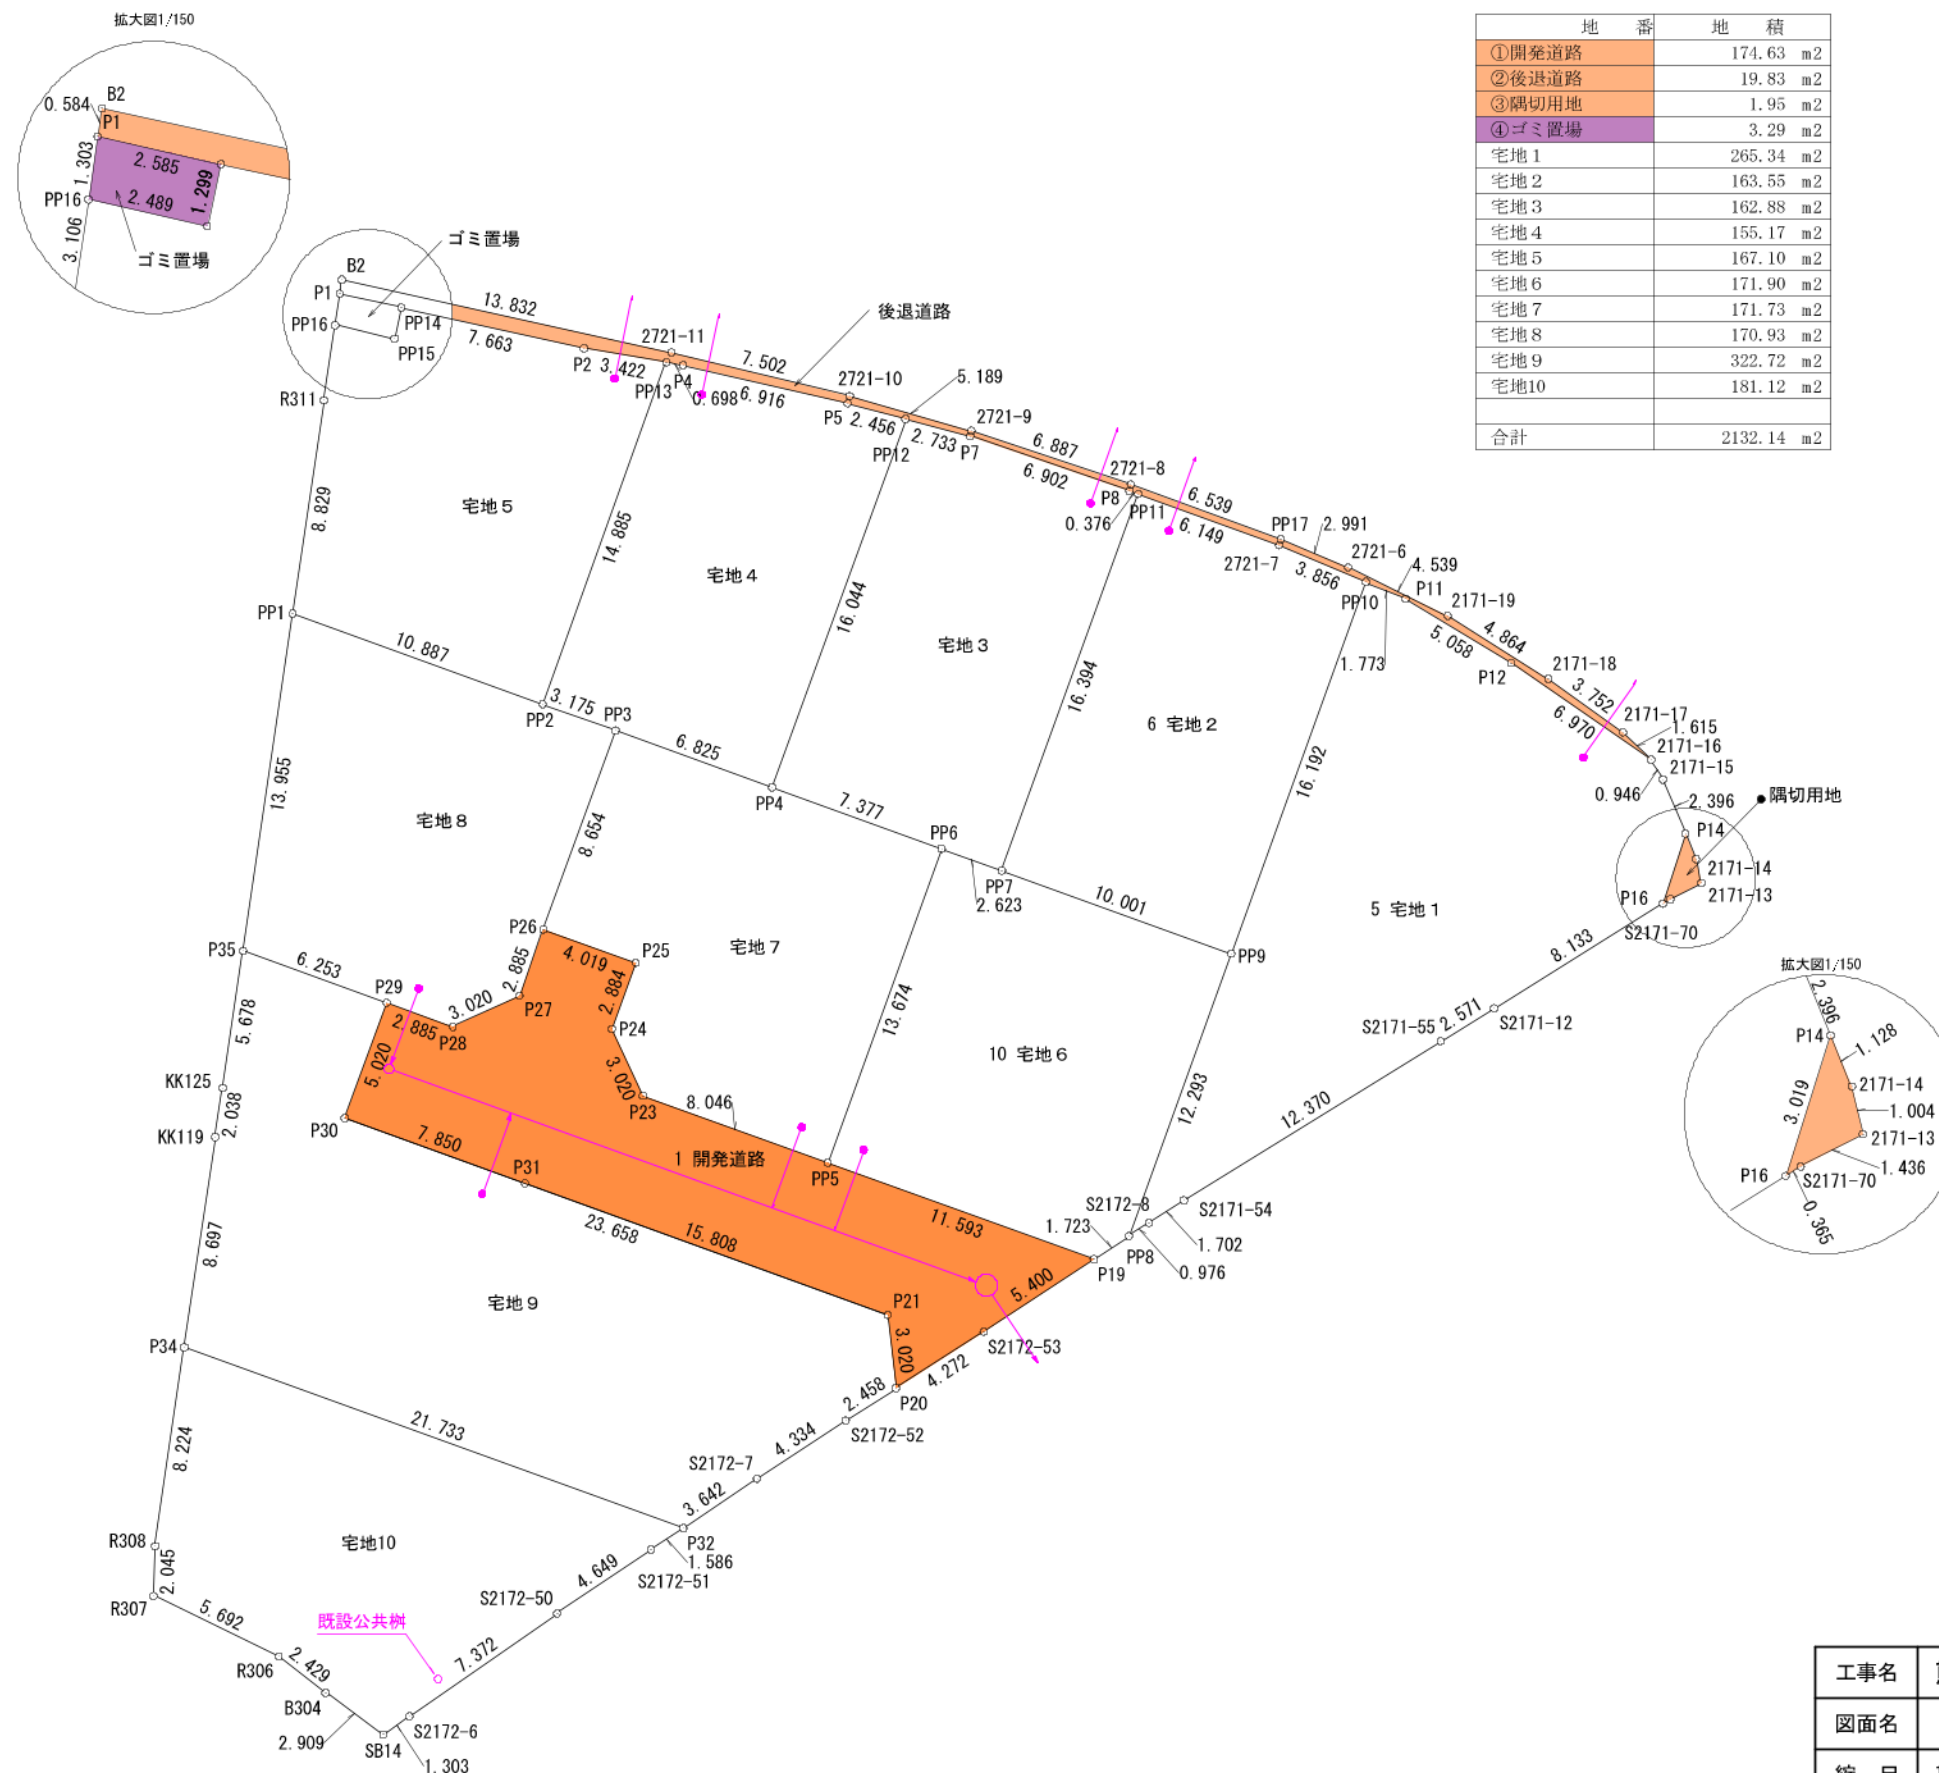 拡大図1/150
B2
0.584
P1
1.303
2.585
1.299
PP16
2.489
3.106
ゴミ置場
地 番 地 積
①開発道路 174.63 m2
②後退道路 19.83 m2
③隅切用地 1.95 m2
④ゴミ置場 3.29 m2
宅地1 265.34 m2
宅地2 163.55 m2
宅地3 162.88 m2
宅地4 155.17 m2
宅地5 167.10 m2
宅地6 171.90 m2
宅地7 171.73 m2
宅地8 170.93 m2
宅地9 322.72 m2
宅地10 181.12 m2
合計 2132.14 m2
ゴミ置場
B2
P1
13.832
PP14
PP16
PP15
7.663
後退道路
2721-11
P2
3.422
7.502
PP13
P4
0.698
6.916
2721-10
5.189
R311
P5
2.456
2721-9
2.733
PP12
P7
6.887
6.902
2721-8
P8
6.539
PP11
0.376
6.149
PP17
2.991
2721-7
2721-6
3.856
4.539
P11
PP10
2171-19
1.773
4.864
5.058
P12
2171-18
3.752
6.970
2171-17
1.615
2171-16
2171-15
0.946
2.396
隅切用地
P14
2171-14
2171-13
P16
S2171-70
8.829
宅地5
14.885
宅地4
16.044
宅地3
16.394
6 宅地2
16.192
PP1
10.887
PP2
3.175
PP3
6.825
PP4
7.377
PP6
PP7
2.623
10.001
PP9
5 宅地1
8.133
13.955
宅地8
8.654
宅地7
13.674
10 宅地6
12.293
S2171-55
2.571
S2171-12
12.370
拡大図1/150
2.396
P14
1.128
3.019
2171-14
1.004
2171-13
1.436
P16
S2171-70
0.365
P35
6.253
P26
4.019
P25
2.885
P29
3.020
P27
2.884
2.885
P28
P24
5.678
5.020
3.020
KK125
P23
8.046
2.038
KK119
P30
7.850
1 開発道路
P31
PP5
8.697
23.658
15.808
11.593
S2172-8
S2171-54
1.723
1.702
PP8
0.976
P19
5.400
宅地9
P21
3.020
S2172-53
4.272
P34
2.458
P20
S2172-52
21.733
4.334
8.224
S2172-7
3.642
R308
宅地10
P32
1.586
2.045
4.649
S2172-51
R307
S2172-50
5.692
既設公共桝
7.372
R306
2.429
B304
S2172-6
2.909
SB14
1.303
工事名
図面名